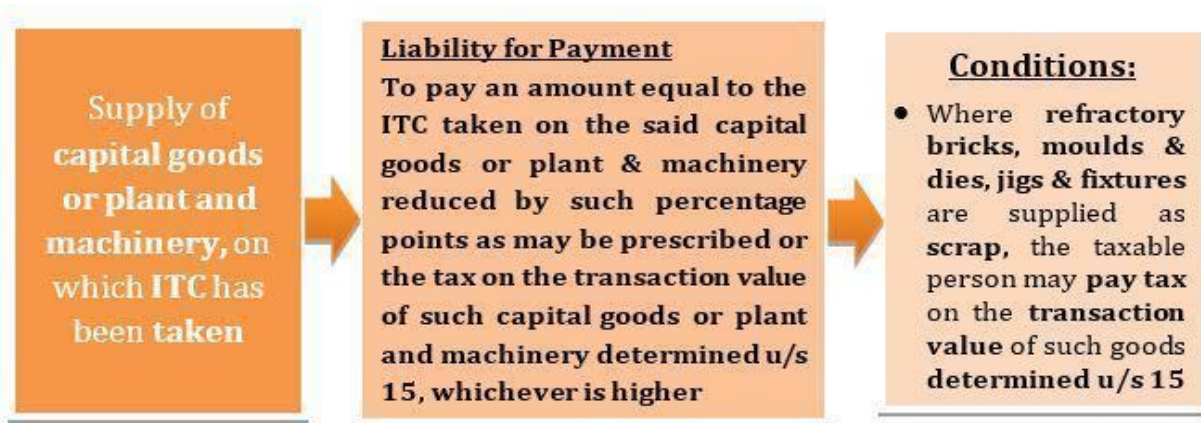 Supply of
capital goods
or plant and
machinery, on
which ITC has
been taken
Liability for Payment
To pay an amount equal to the
ITC taken on the said capital
goods or plant & machinery
reduced by such percentage
points as may be prescribed or
the tax on the transaction value
of such capital goods or plant
and machinery determined u/s
15, whichever is higher
Conditions:
• Where refractory
bricks, moulds &
dies, jigs & fixtures
are supplied as
scrap, the taxable
person may pay tax
on the transaction
value of such goods
determined u/s 15